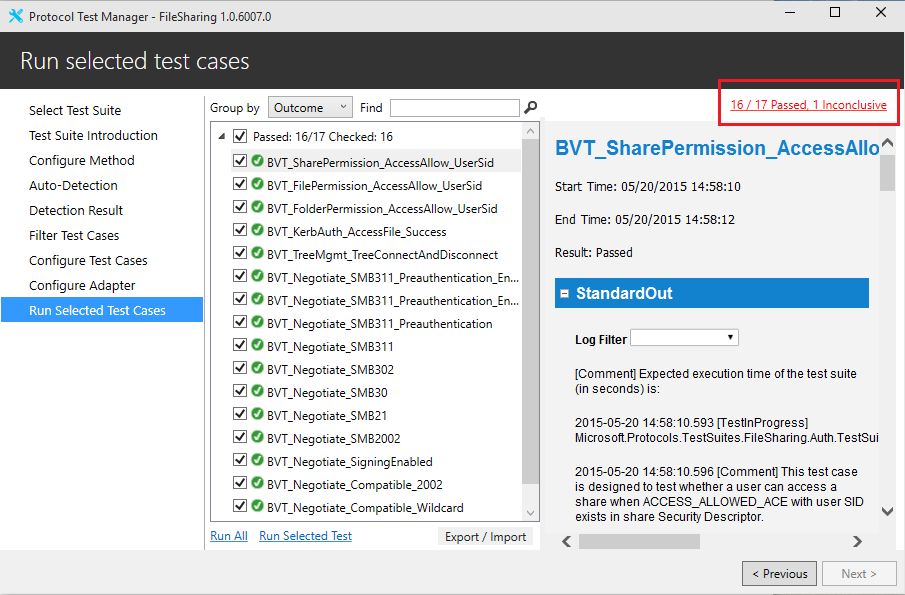 Protocol Test Manager - FileSharing 1.0.6007.0
Run selected test cases
Select Test Suite
Test Suite Introduction
Configure Method
Auto-Detection
Detection Result
Filter Test Cases
Configure Test Cases
Configure Adapter
Run Selected Test Cases
Group by Outcome Find
16 / 17 Passed, 1 Inconclusive
Passed: 16/17 Checked: 16
BVT_SharePermission_AccessAllow_UserSid
BVT_FilePermission_AccessAllow_UserSid
BVT_FolderPermission_AccessAllow_UserSid
BVT_KerbAuth_AccessFile_Success
BVT_TreeMgmt_TreeConnectAndDisconnect
BVT_Negotiate_SMB311_Preauthentication_En...
BVT_Negotiate_SMB311_Preauthentication_En...
BVT_Negotiate_SMB311_Preauthentication
BVT_Negotiate_SMB311
BVT_Negotiate_SMB302
BVT_Negotiate_SMB30
BVT_Negotiate_SMB21
BVT_Negotiate_SMB2002
BVT_Negotiate_SigningEnabled
BVT_Negotiate_Compatible_2002
BVT_Negotiate_Compatible_Wildcard
Run All Run Selected Test Export / Import
BVT_SharePermission_AccessAllo
Start Time: 05/20/2015 14:58:10
End Time: 05/20/2015 14:58:12
Result: Passed
StandardOut
Log Filter
[Comment] Expected execution time of the test suite
(in seconds) is:
2015-05-20 14:58:10.593 [TestInProgress]
Microsoft.Protocols.TestSuites.FileSharing.Auth.TestSui
2015-05-20 14:58:10.596 [Comment] This test case
is designed to test whether a user can access a
share when ACCESS_ALLOWED_ACE with user SID
exists in share Security Descriptor.
< Previous Next >